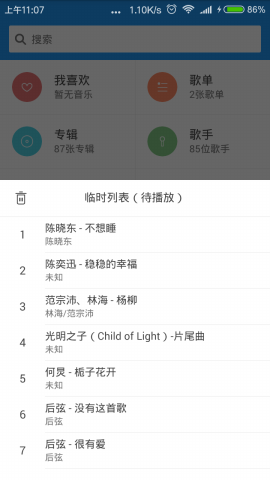 上午11:07 ... 1.10K/s 86%
搜索
我喜欢 歌单
暂无音乐 2张歌单
专辑 歌手
87张专辑 85位歌手
临时列表（待播放）
1 陈晓东 - 不想睡
陈晓东
2 陈奕迅 - 稳稳的幸福
未知
3 范宗沛、林海 - 杨柳
林海/范宗沛
4 光明之子（Child of Light）-片尾曲
未知
5 何炅 - 栀子花开
未知
6 后弦 - 没有这首歌
后弦
7 后弦 - 很有爱
后弦